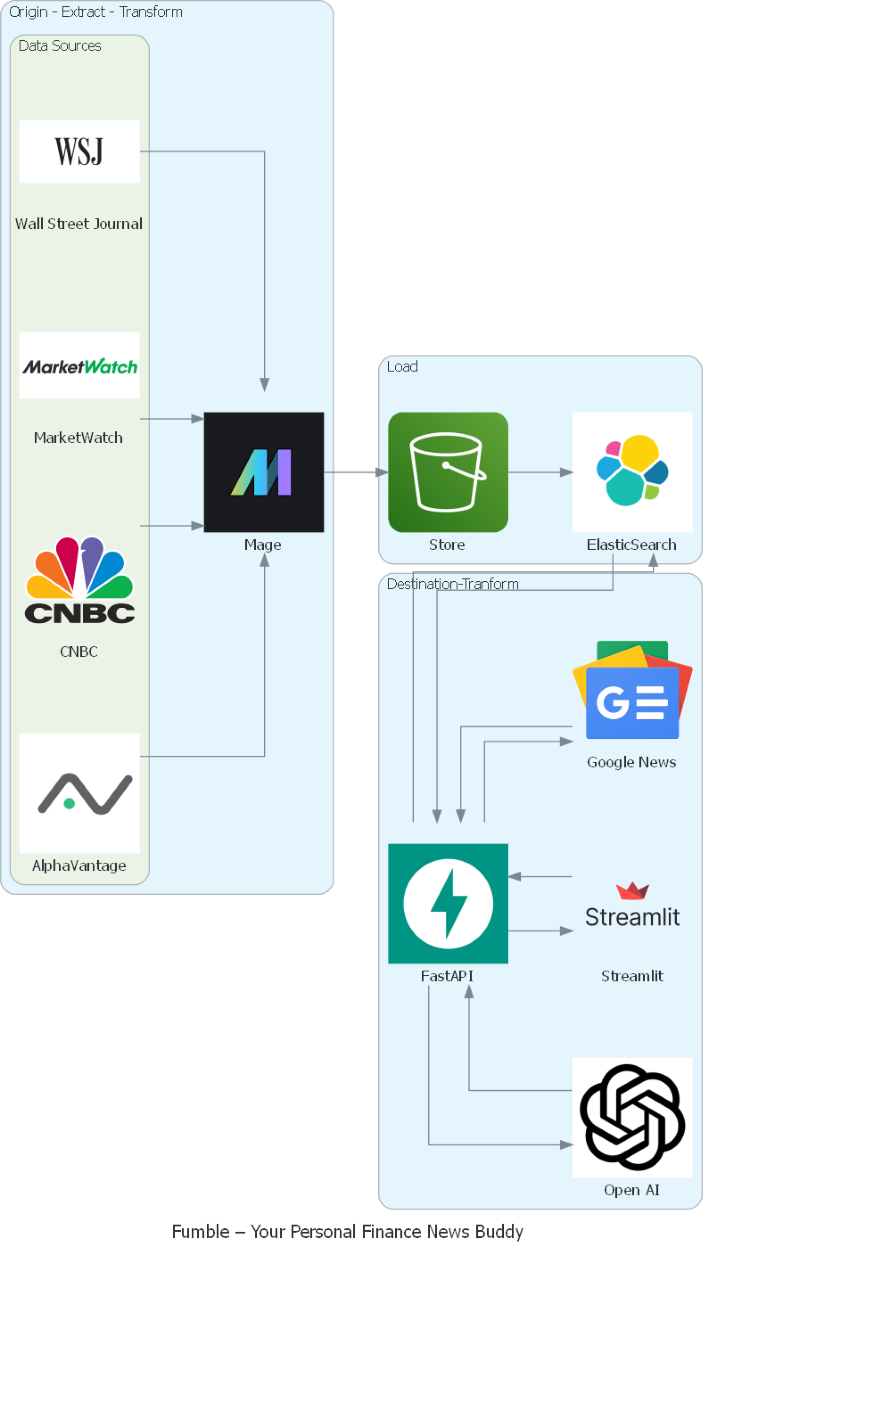 Origin - Extract - Transform
Data Sources
WSJ
Wall Street Journal
MarketWatch
MarketWatch
CNBC
CNBC
AlphaVantage
Mage
Load
Store
ElasticSearch
Destination-Tranform
G
Google News
FastAPI
Streamlit
Streamlit
Open AI
Fumble – Your Personal Finance News Buddy